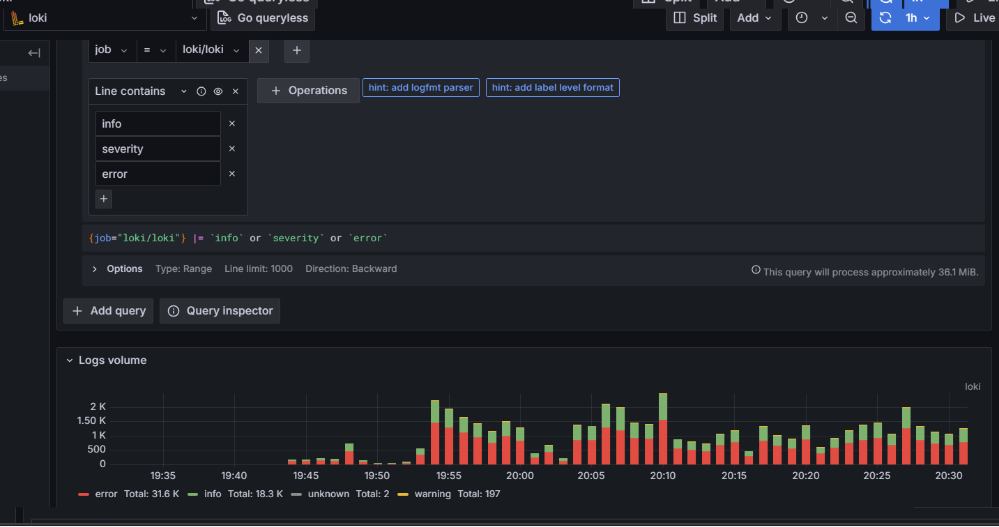 Go queryless
Split
Add
loki
Go queryless
Split
Add
1h
Live
es
job
=
loki/loki
×
+
Line contains
×
+ Operations
hint: add logfmt parser
hint: add label level format
info ×
severity ×
error ×
+
{job="loki/loki"} |= `info` or `severity` or `error`
Options Type: Range Line limit: 1000 Direction: Backward
This query will process approximately 36.1 MiB.
+ Add query
Query inspector
Logs volume
loki
2 K
1.50 K
1 K
500
0
19:35 19:40 19:45 19:50 19:55 20:00 20:05 20:10 20:15 20:20 20:25 20:30
error Total: 31.6 K info Total: 18.3 K unknown Total: 2 warning Total: 197